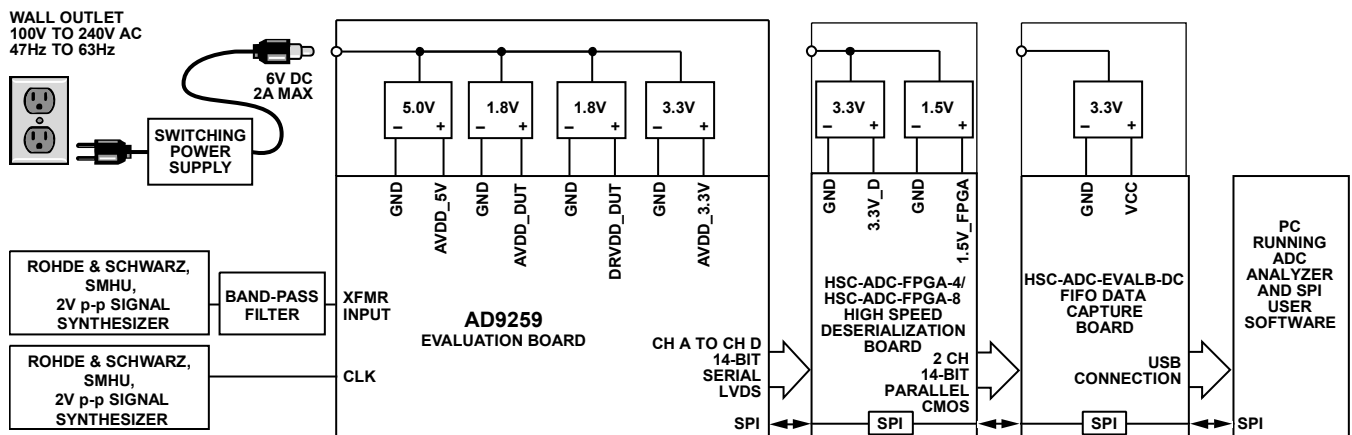 WALL OUTLET
100V TO 240V AC
47Hz TO 63Hz
6V DC
2A MAX
SWITCHING
POWER
SUPPLY
5.0V
– +
1.8V
– +
1.8V
– +
3.3V
– +
GND
AVDD_5V
GND
AVDD_DUT
GND
DRVDD_DUT
GND
AVDD_3.3V
3.3V
– +
1.5V
– +
GND
3.3V_D
GND
1.5V_FPGA
3.3V
– +
GND
VCC
ROHDE & SCHWARZ,
SMHU,
2V p-p SIGNAL
SYNTHESIZER
BAND-PASS
FILTER
XFMR
INPUT
ROHDE & SCHWARZ,
SMHU,
2V p-p SIGNAL
SYNTHESIZER
CLK
AD9259
EVALUATION BOARD
CH A TO CH D
14-BIT
SERIAL
LVDS
SPI
HSC-ADC-FPGA-4/
HSC-ADC-FPGA-8
HIGH SPEED
DESERIALIZATION
BOARD
2 CH
14-BIT
PARALLEL
CMOS
SPI
HSC-ADC-EVALB-DC
FIFO DATA
CAPTURE
BOARD
USB
CONNECTION
SPI
PC
RUNNING
ADC
ANALYZER
AND SPI
USER
SOFTWARE
SPI